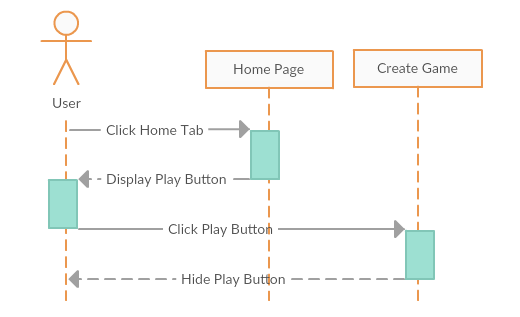 Home Page
Create Game
User
Click Home Tab
Display Play Button
Click Play Button
Hide Play Button